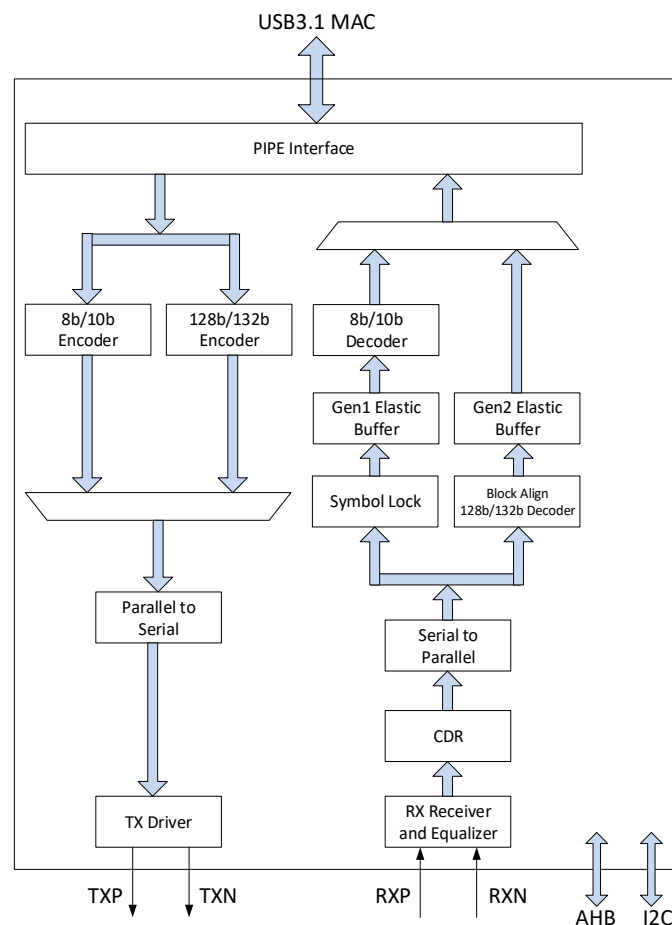 USB3.1 MAC
PIPE Interface
8b/10b
Encoder
128b/132b
Encoder
8b/10b
Decoder
Gen1 Elastic
Buffer
Gen2 Elastic
Buffer
Symbol Lock
Block Align
128b/132b Decoder
Parallel to
Serial
Serial to
Parallel
CDR
TX Driver
RX Receiver
and Equalizer
TXP
TXN
RXP
RXN
AHB
I2C